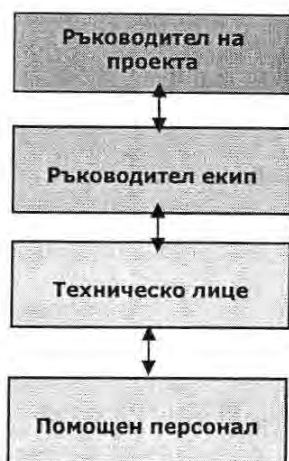 Ръководител на
проекта
Ръководител екип
Техническо лице
Помощен персонал